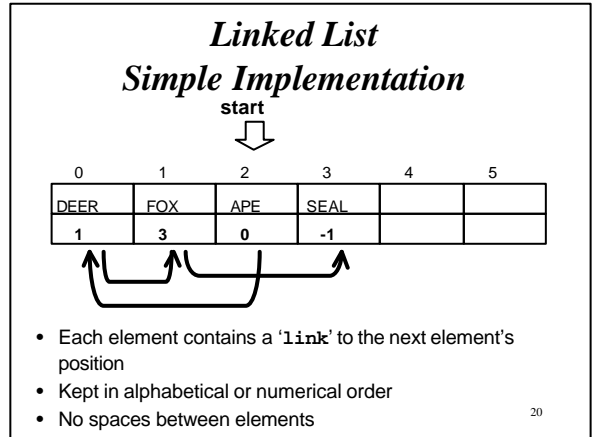 Linked List
Simple Implementation
start
0 1 2 3 4 5
DEER FOX APE SEAL
1 3 0 -1
• Each element contains a ‘link’ to the next element’s
position
• Kept in alphabetical or numerical order
• No spaces between elements
20